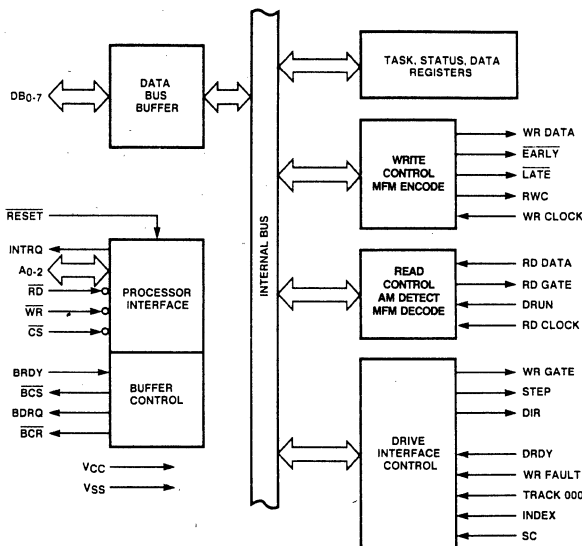 DB0-7
DATA
BUS
BUFFER
RESET
INTRQ
A0-2
RD
WR
CS
PROCESSOR
INTERFACE
BRDY
BCS
BDRQ
BCR
BUFFER
CONTROL
VCC
VSS
INTERNAL BUS
TASK, STATUS, DATA
REGISTERS
WRITE
CONTROL
MFM ENCODE
WR DATA
EARLY
LATE
RWC
WR CLOCK
READ
CONTROL
AM DETECT
MFM DECODE
RD DATA
RD GATE
DRUN
RD CLOCK
DRIVE
INTERFACE
CONTROL
WR GATE
STEP
DIR
DRDY
WR FAULT
TRACK 000
INDEX
SC